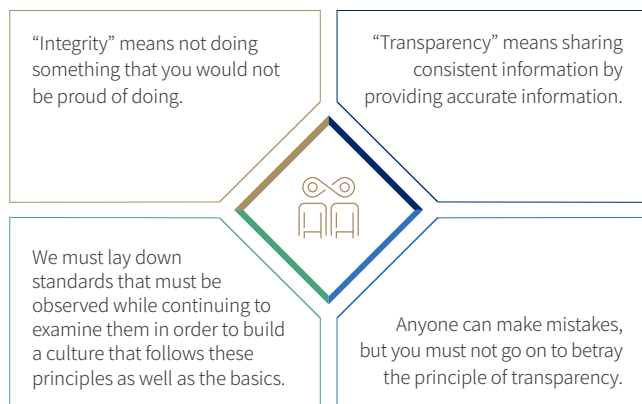 “Integrity” means not doing
something that you would not
be proud of doing.
“Transparency” means sharing
consistent information by
providing accurate information.
We must lay down
standards that must be
observed while continuing to
examine them in order to build
a culture that follows these
principles as well as the basics.
Anyone can make mistakes,
but you must not go on to betray
the principle of transparency.